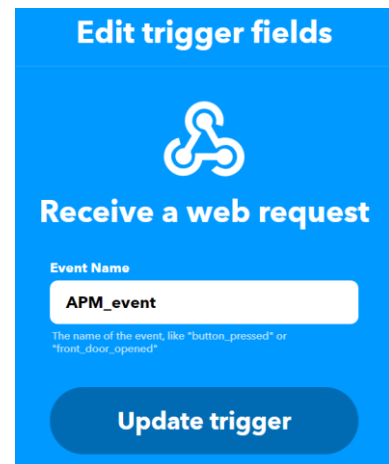 Edit trigger fields
Receive a web request
Event Name
APM_event
The name of the event, like "button_pressed" or
"front_door_opened"
Update trigger